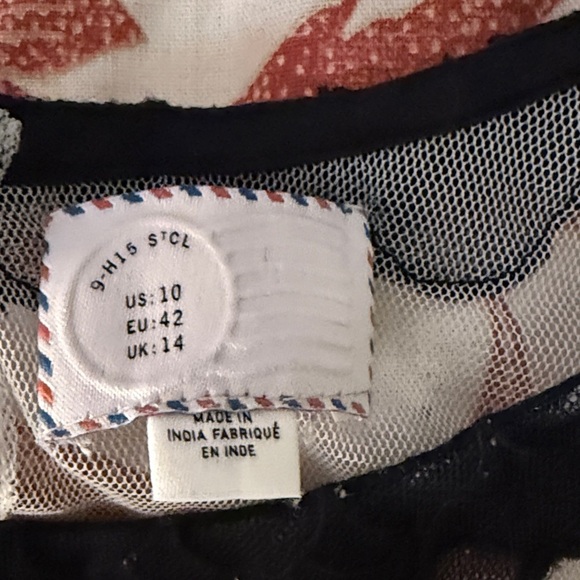 9-H15 STCL
US:10
EU:42
UK:14
MADE IN
INDIA FABRIQUÉ
EN INDE